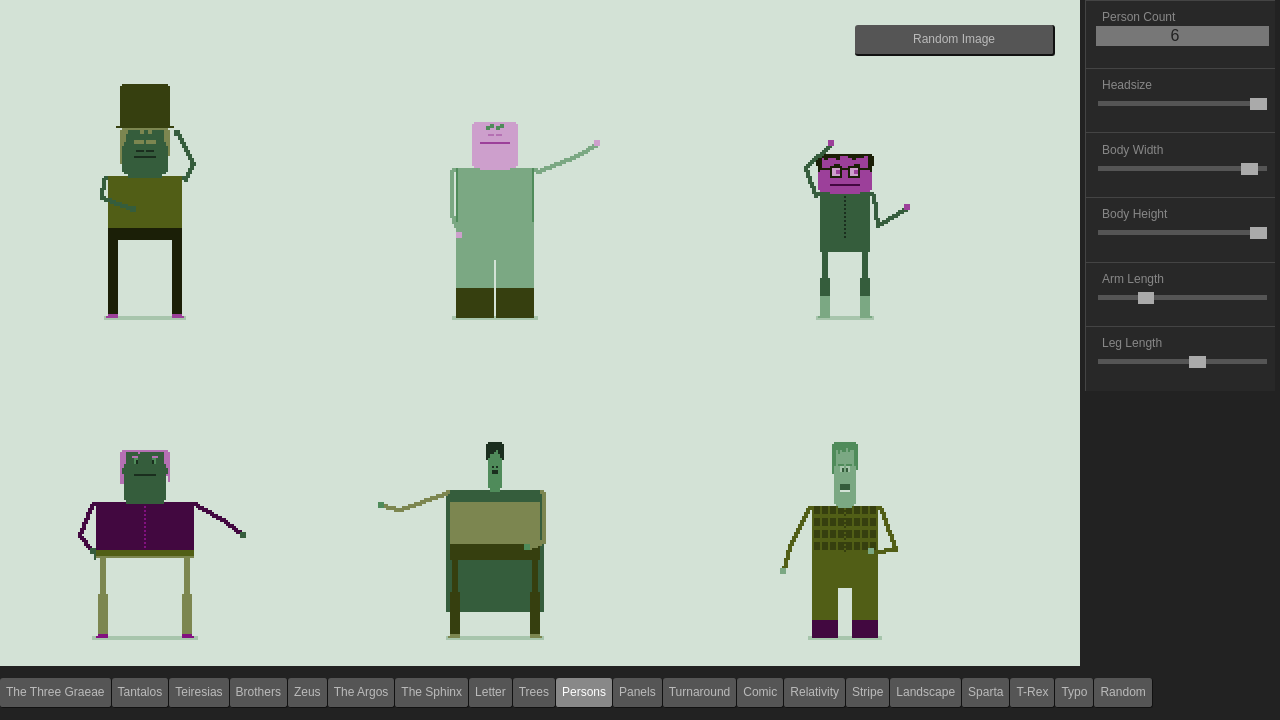 Random Image
Person Count
6
Headsize
Body Width
Body Height
Arm Length
Leg Length
The Three Graeae Tantalos Teiresias Brothers Zeus The Argos The Sphinx Letter Trees Persons Panels Turnaround Comic Relativity Stripe Landscape Sparta T-Rex Typo Random